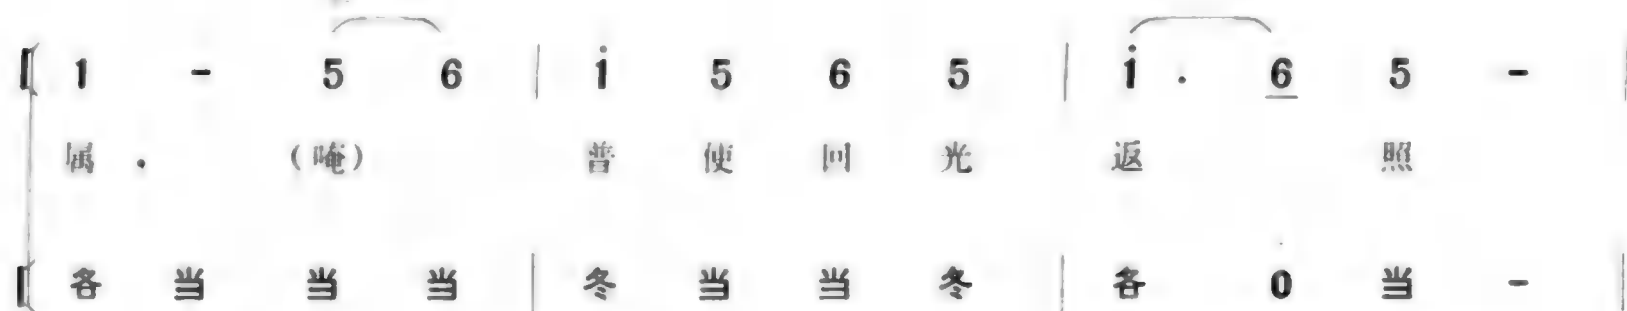 1 - 5 6 | i 5 6 5 | i · 6 5 - |
属 . （唵） 普 使 回 光 返 照
各 当 当 当 | 冬 当 当 冬 | 各 0 当 - |